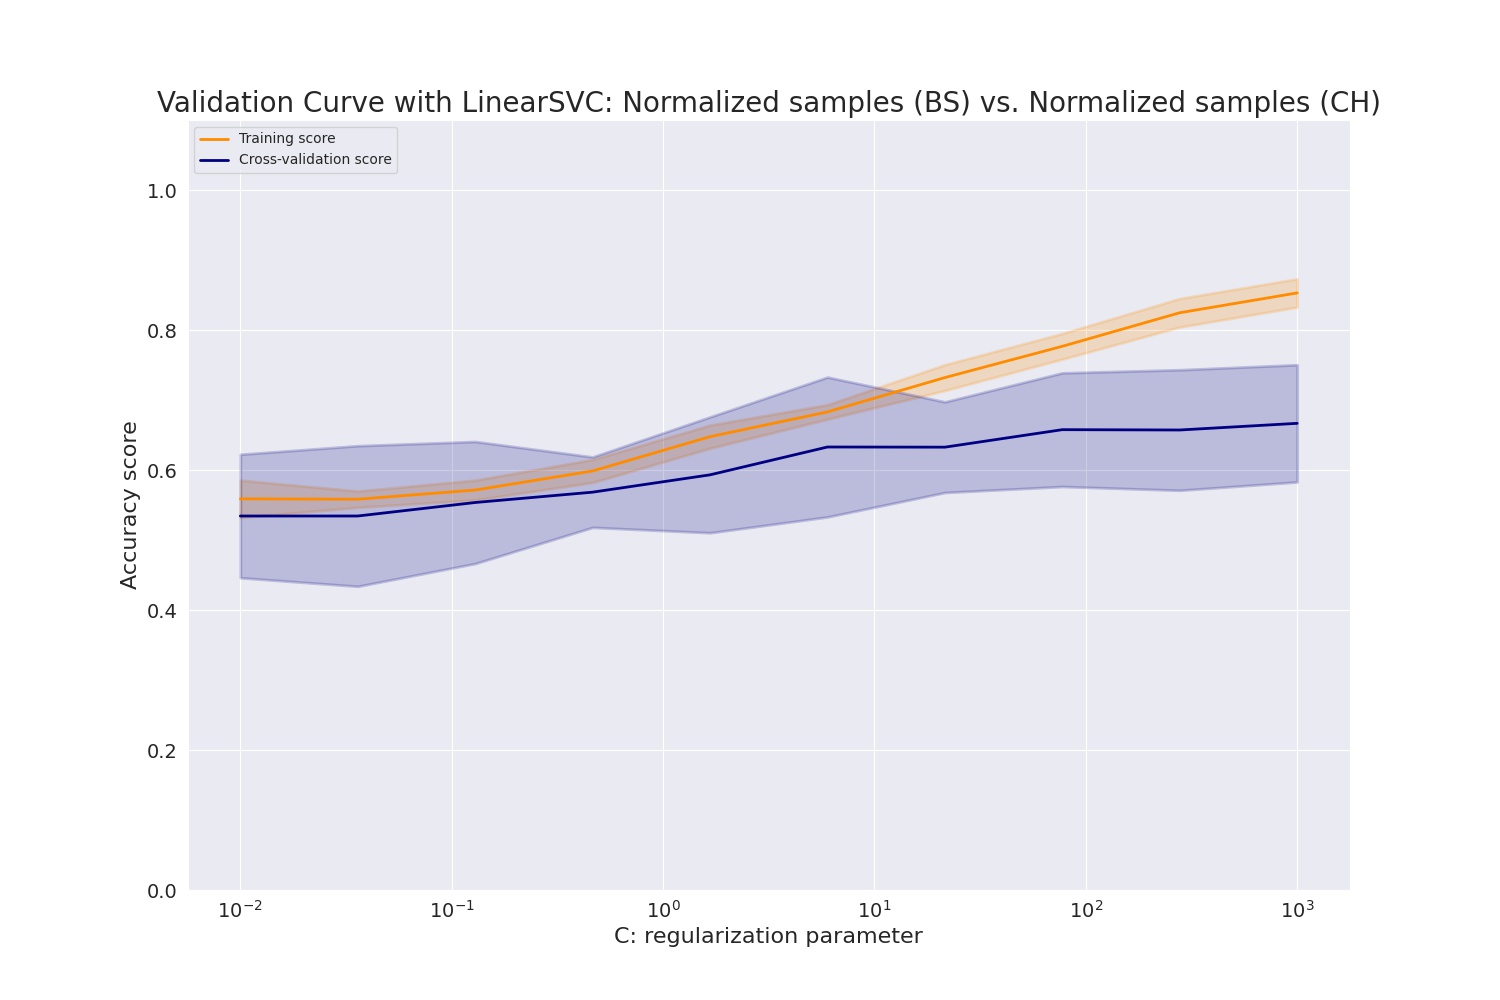 Validation Curve with LinearSVC: Normalized samples (BS) vs. Normalized samples (CH)
Training score
Cross-validation score
1.0
0.8
0.6
0.4
0.2
0.0
Accuracy score
10⁻² 10⁻¹ 10⁰ 10¹ 10² 10³
C: regularization parameter